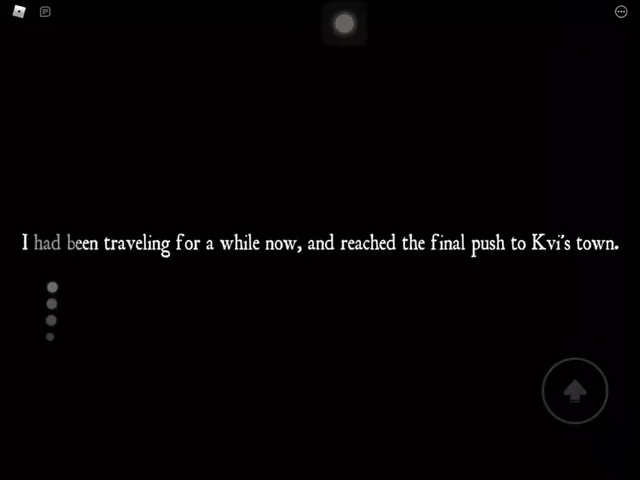 I had been traveling for a while now, and reached the final push to Kvi's town.